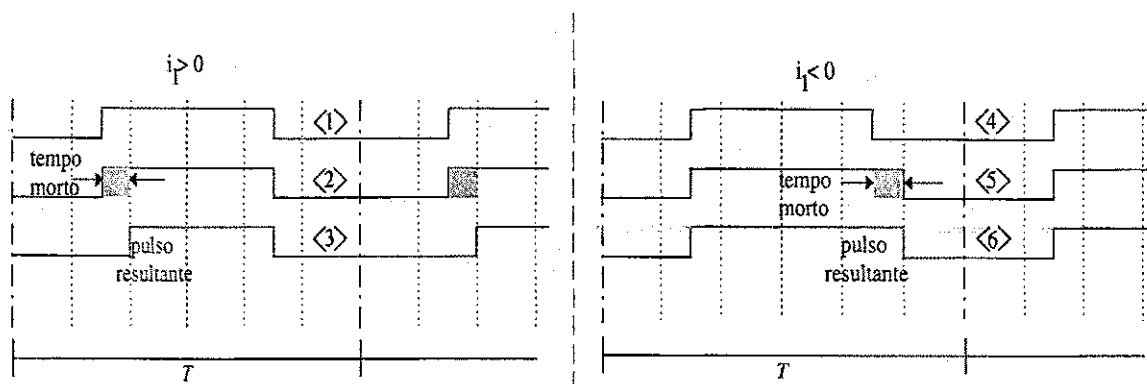 i1> 0
<1>
tempo
morto
<2>
<3>
pulso
resultante
T
i1< 0
<4>
tempo
morto
<5>
pulso
resultante
<6>
T